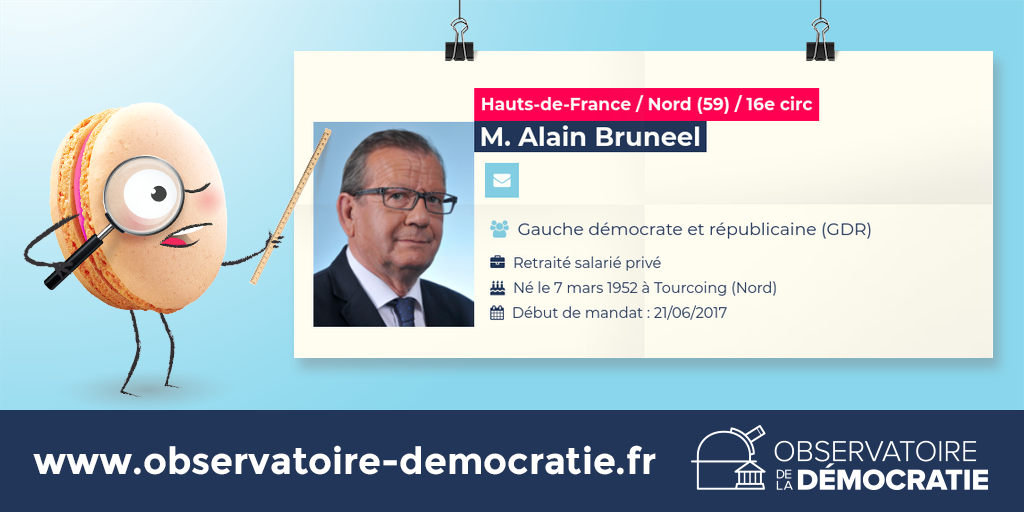 Hauts-de-France / Nord (59) / 16e circ
M. Alain Bruneel
Gauche démocrate et républicaine (GDR)
Retraité salarié privé
Né le 7 mars 1952 à Tourcoing (Nord)
Début de mandat : 21/06/2017
www.observatoire-democratie.fr
OBSERVATOIRE
DE LA DÉMOCRATIE